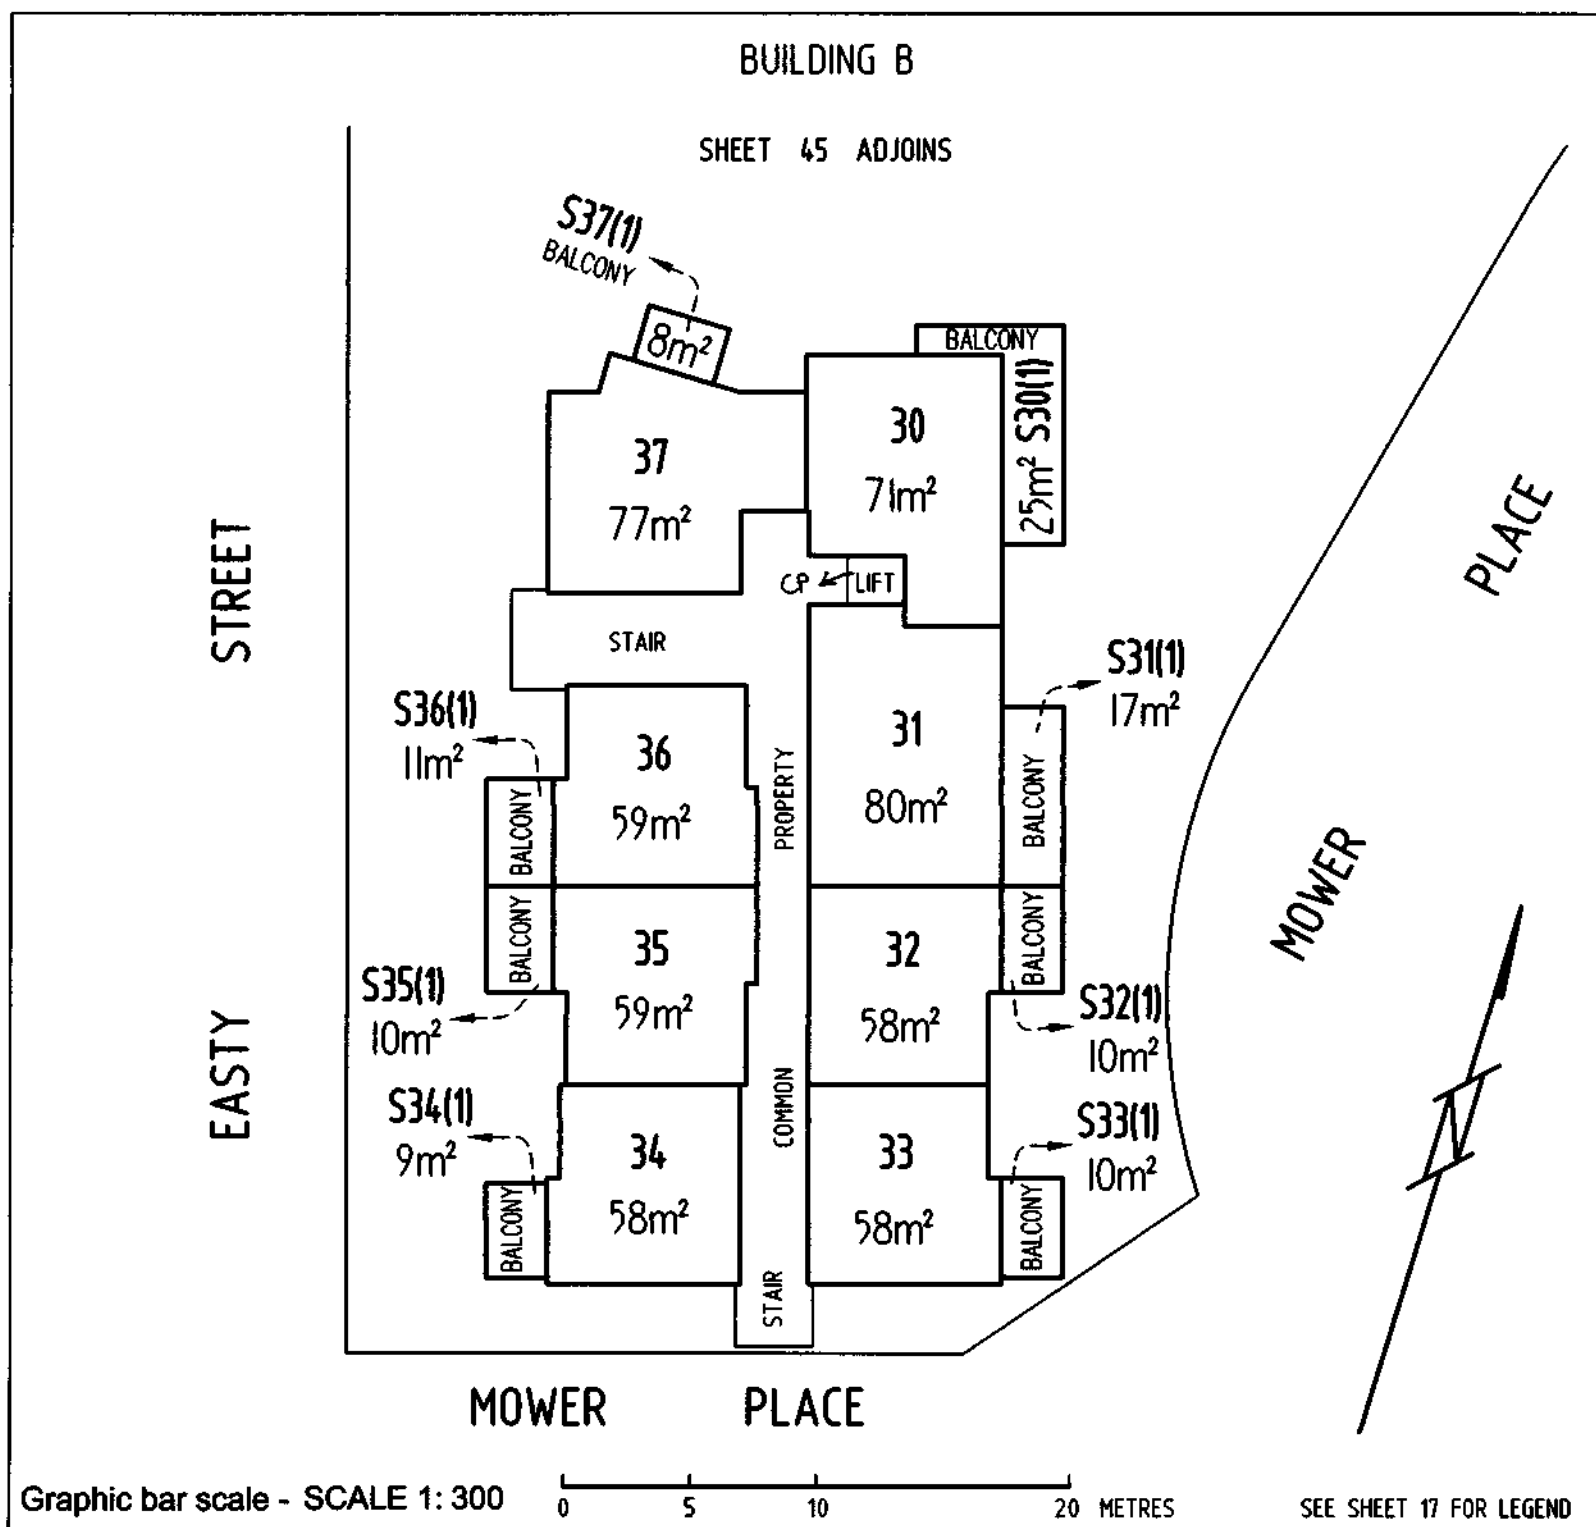 BUILDING B
SHEET 45 ADJOINS
S37(1)
BALCONY
8m²
BALCONY
S30(1)
25m²
30
71m²
37
77m²
CP
LIFT
STAIR
S31(1)
17m²
S36(1)
11m²
36
59m²
31
80m²
BALCONY
BALCONY
PROPERTY
COMMON
35
59m²
32
58m²
BALCONY
BALCONY
S35(1)
10m²
S32(1)
10m²
S34(1)
9m²
34
58m²
33
58m²
S33(1)
10m²
BALCONY
BALCONY
STAIR
STREET
EASTY
PLACE
MOWER
N
MOWER PLACE
Graphic bar scale - SCALE 1: 300
0 5 10 20 METRES
SEE SHEET 17 FOR LEGEND